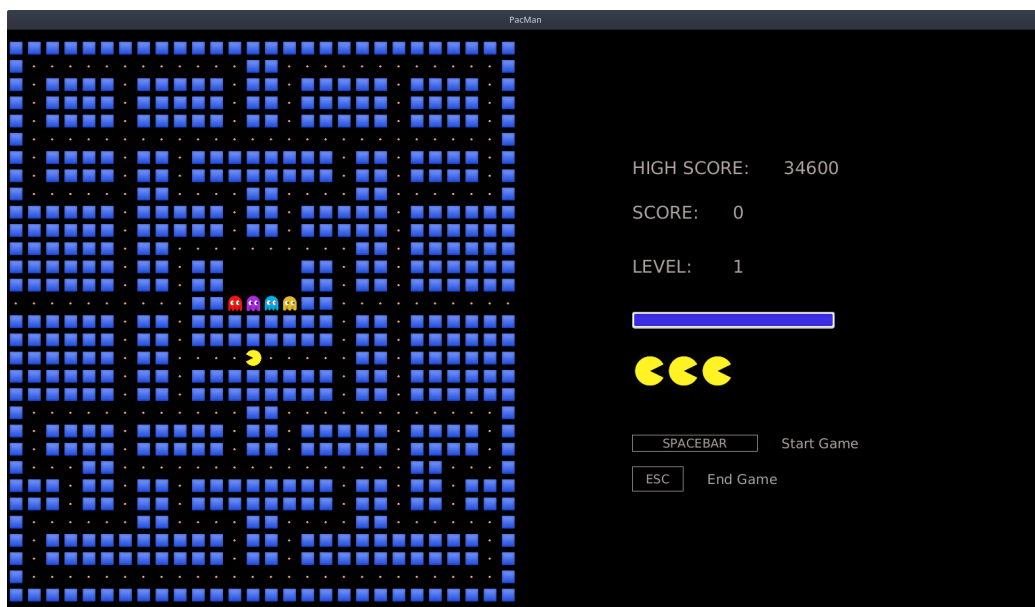 PacMan
HIGH SCORE: 34600
SCORE: 0
LEVEL: 1
SPACEBAR Start Game
ESC End Game